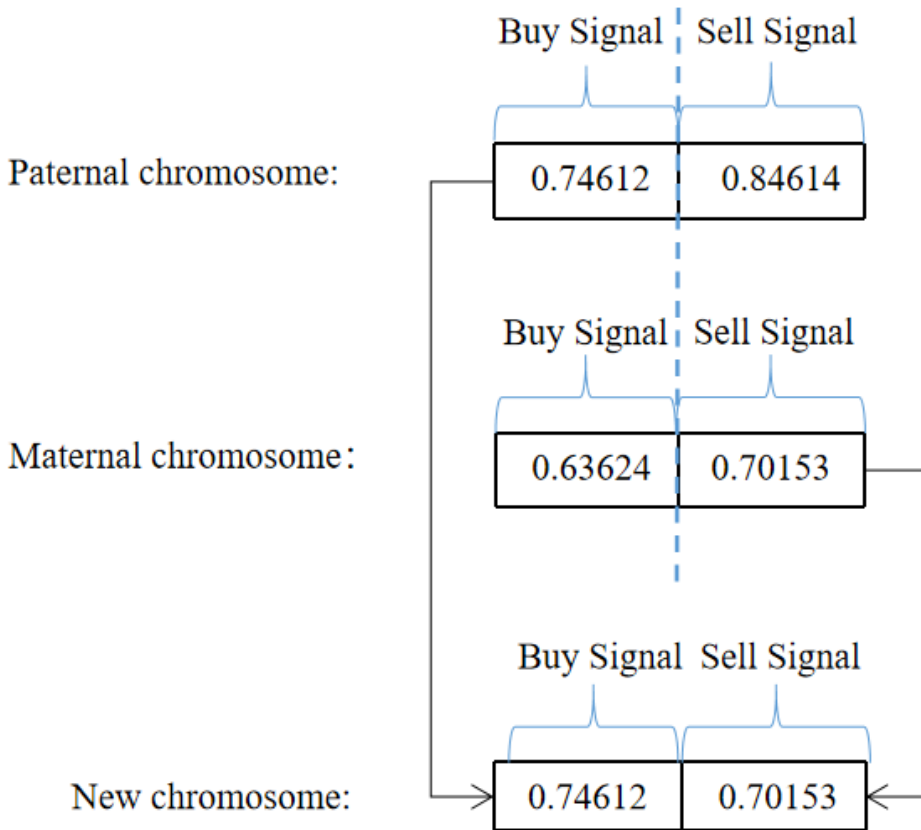 Buy Signal Sell Signal
Paternal chromosome: 0.74612 0.84614
Buy Signal Sell Signal
Maternal chromosome: 0.63624 0.70153
Buy Signal Sell Signal
New chromosome: 0.74612 0.70153